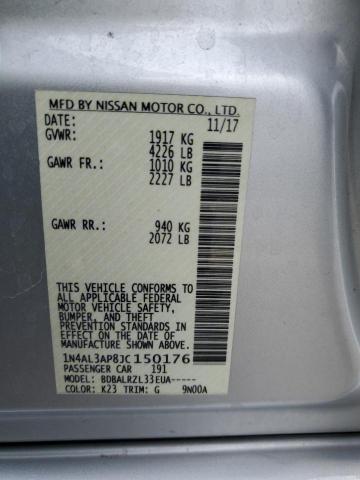 MFD BY NISSAN MOTOR CO., LTD.
DATE: 11/17
GVWR: 1917 KG
4226 LB
GAWR FR.: 1010 KG
2227 LB
GAWR RR.: 940 KG
2072 LB
THIS VEHICLE CONFORMS TO
ALL APPLICABLE FEDERAL
MOTOR VEHICLE SAFETY,
BUMPER, AND THEFT
PREVENTION STANDARDS IN
EFFECT ON THE DATE OF
MANUFACTURE SHOWN ABOVE.
1N4AL3AP8JC150176
PASSENGER CAR 191
MODEL: BDBALRZL33EUA-----
COLOR: K23 TRIM: G 9N00A